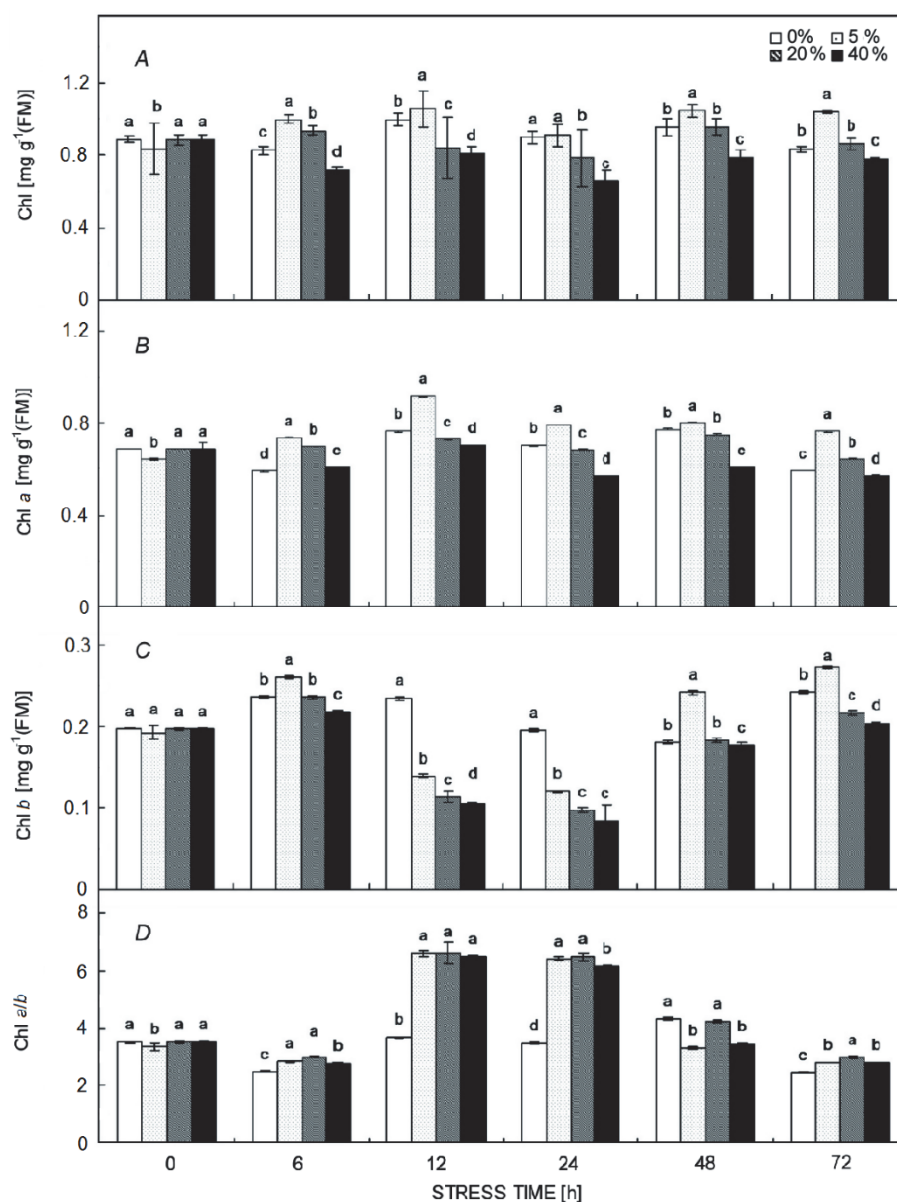 A
0% 5 %
20% 40%
Chl [mg g-1(FM)]
1.2
0.8
0.4
0
a b a a
c a b d
b a c d
a a b c
b a b c
b a b c
B
Chl a [mg g-1(FM)]
1.2
0.8
0.4
0
a b a a
d a b c
b a c d
b a c d
b a b c
c a b d
C
Chl b [mg g-1(FM)]
0.3
0.2
0.1
0
a a a a
b a b c
a b c d
a b c c
b a b c
b a c d
D
Chl a/b
8
6
4
2
0
a b a a
c a a b
b a a a
d a a b
a b a b
c b a b
0 6 12 24 48 72
STRESS TIME [h]